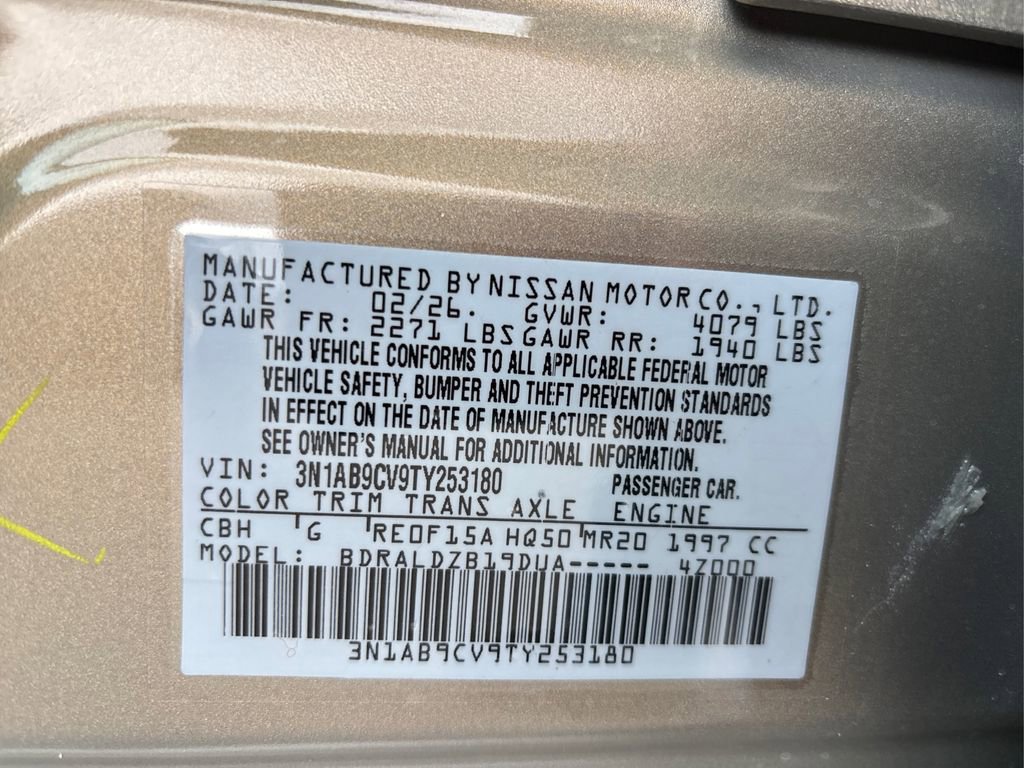 MANUFACTURED BY NISSAN MOTOR CO., LTD.
DATE: 02/26. GVWR: 4079 LBS
GAWR FR: 2271 LBS GAWR RR: 1940 LBS
THIS VEHICLE CONFORMS TO ALL APPLICABLE FEDERAL MOTOR
VEHICLE SAFETY, BUMPER AND THEFT PREVENTION STANDARDS
IN EFFECT ON THE DATE OF MANUFACTURE SHOWN ABOVE.
SEE OWNER'S MANUAL FOR ADDITIONAL INFORMATION.
VIN: 3N1AB9CV9TY253180 PASSENGER CAR.
COLOR TRIM TRANS AXLE ENGINE
CBH G RE0F15A HQ50 MR20 1997 CC
MODEL: BDRALDZB19DUA----- 4Z000
3N1AB9CV9TY253180